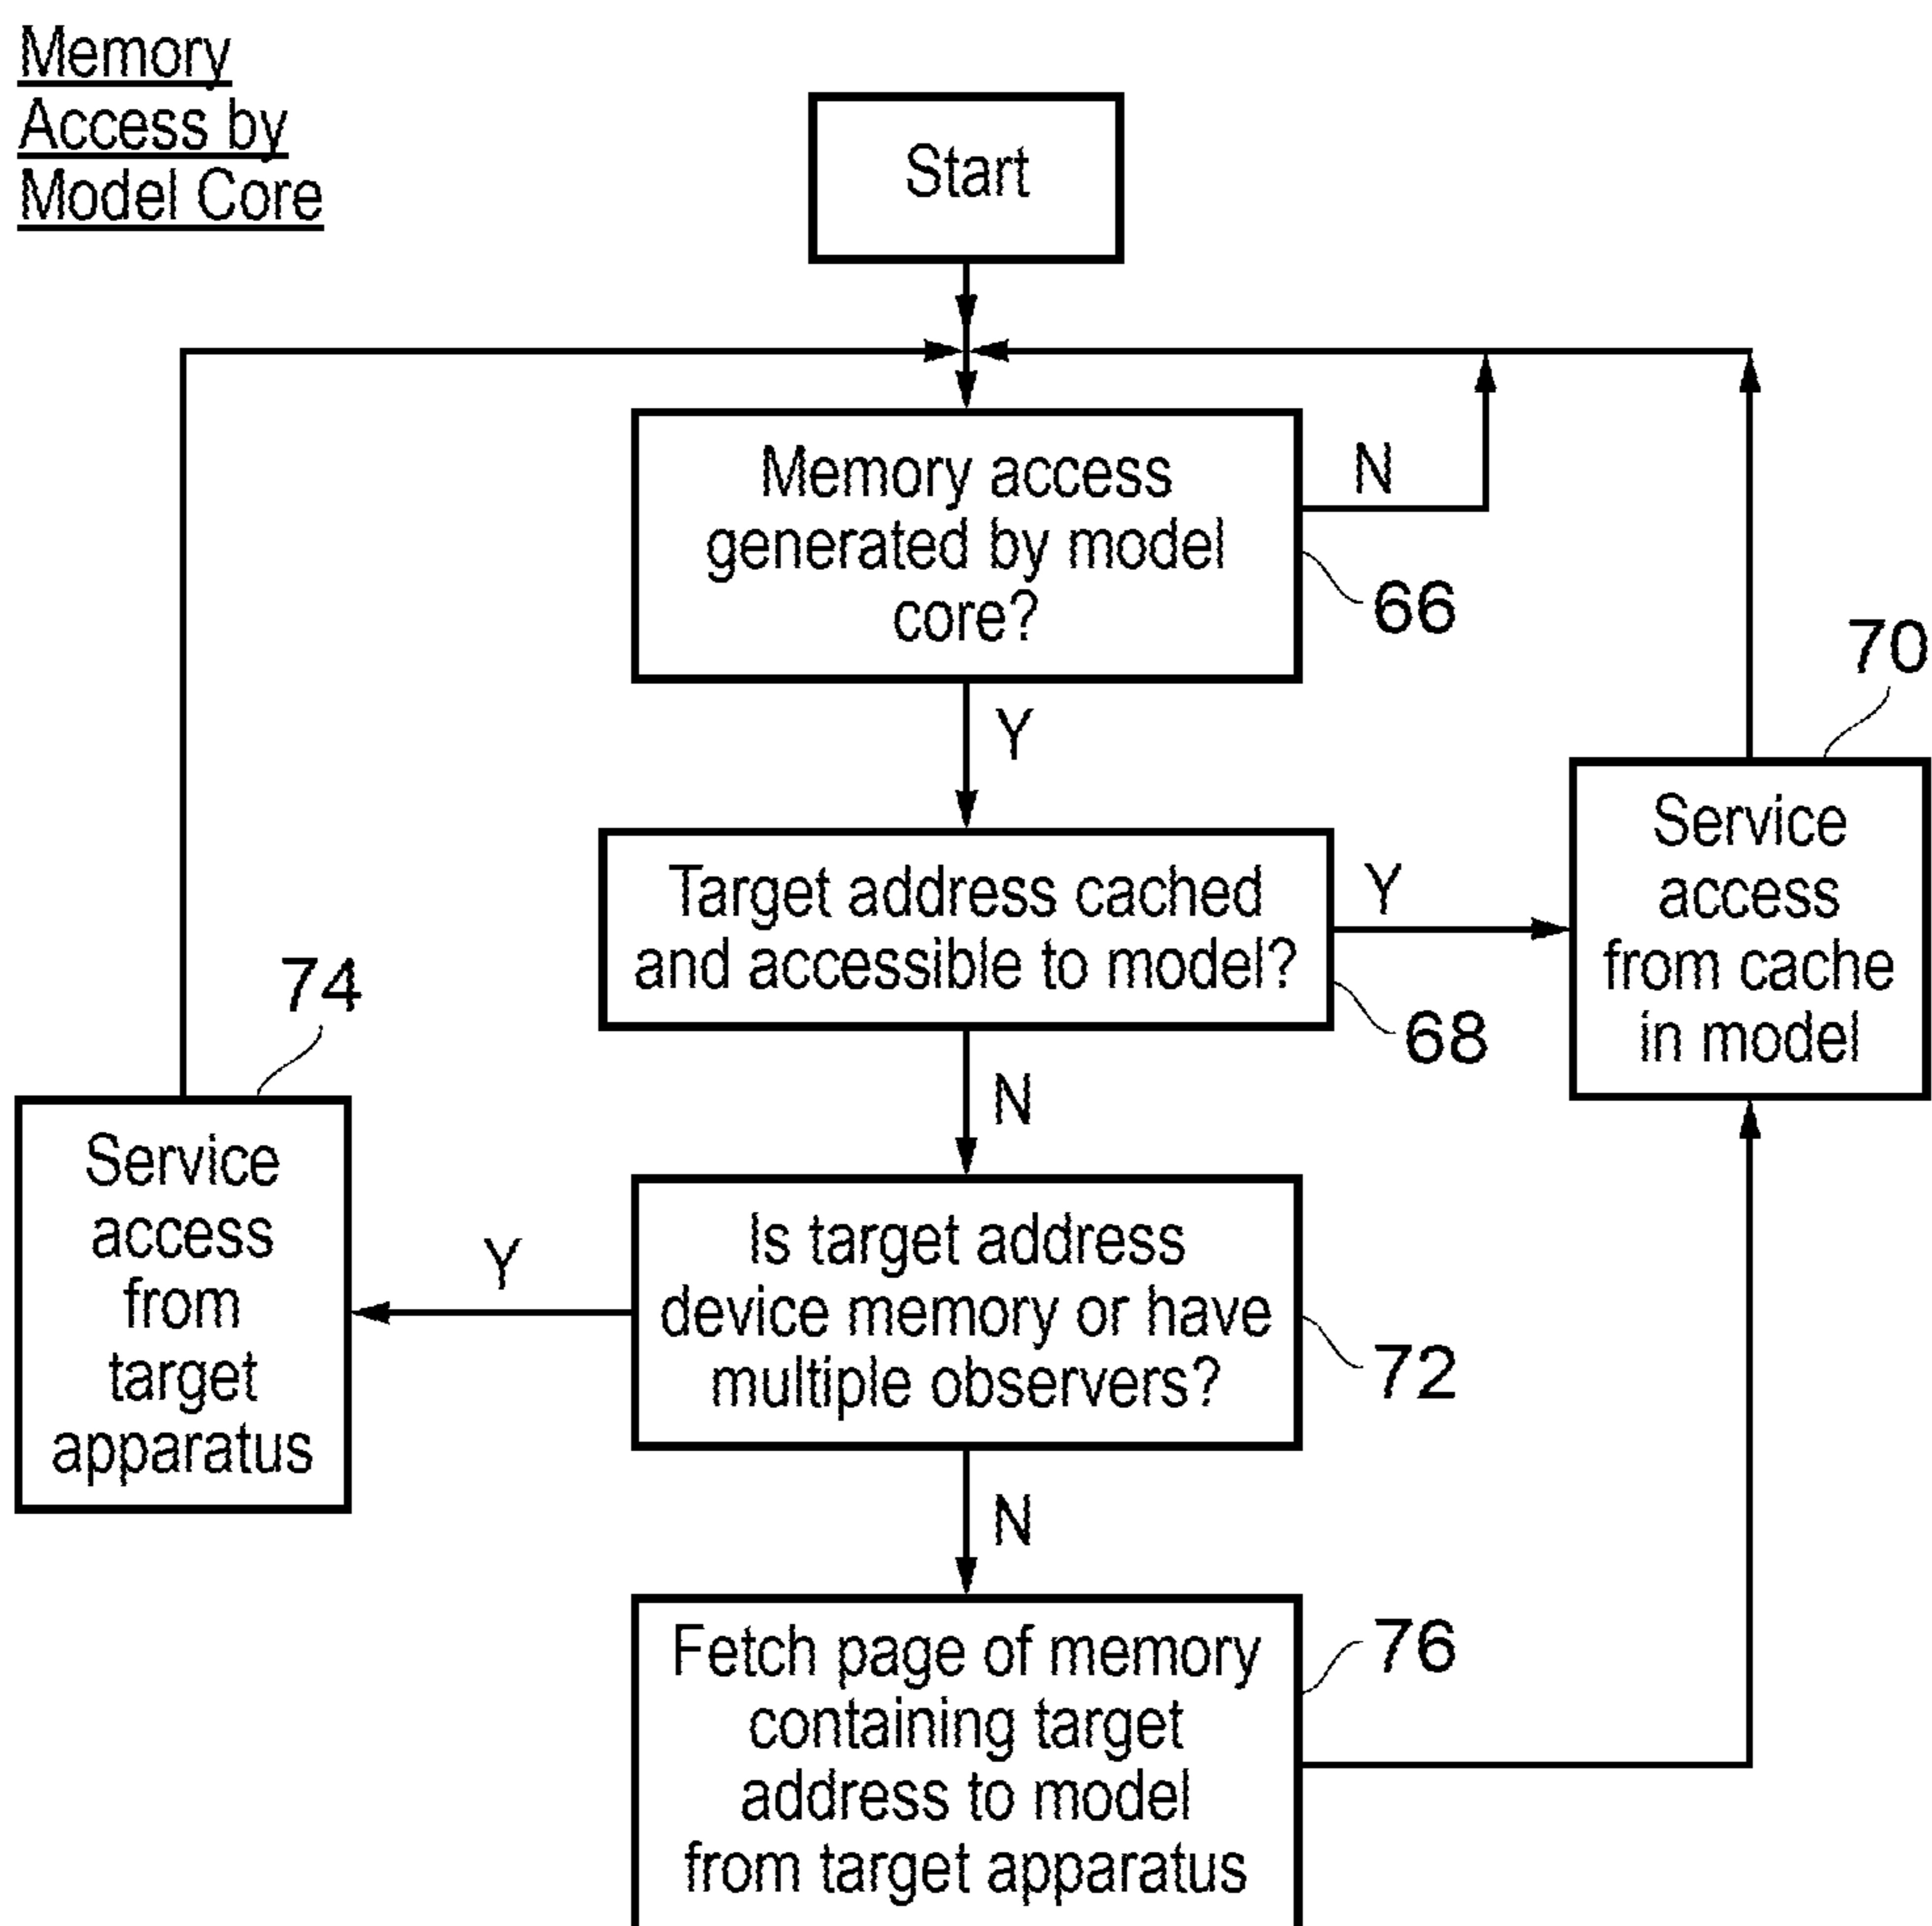 Memory
Access by
Model Core
Start
Memory access
generated by model
core?
N
66
Y
70
Target address cached
and accessible to model?
Y
68
Service
access
from cache
in model
N
74
Service
access
from
target
apparatus
Y
Is target address
device memory or have
multiple observers?
72
N
Fetch page of memory
containing target
address to model
from target apparatus
76